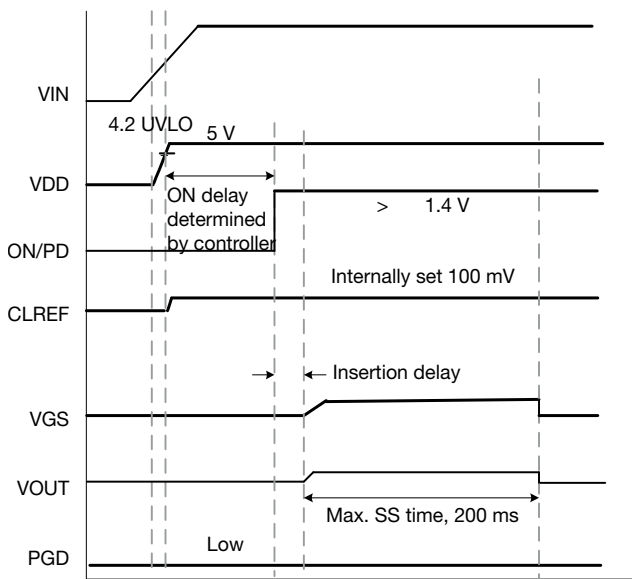 VIN
4.2 UVLO
5 V
VDD
ON delay
determined
by controller
> 1.4 V
ON/PD
Internally set 100 mV
CLREF
Insertion delay
VGS
VOUT
Max. SS time, 200 ms
Low
PGD